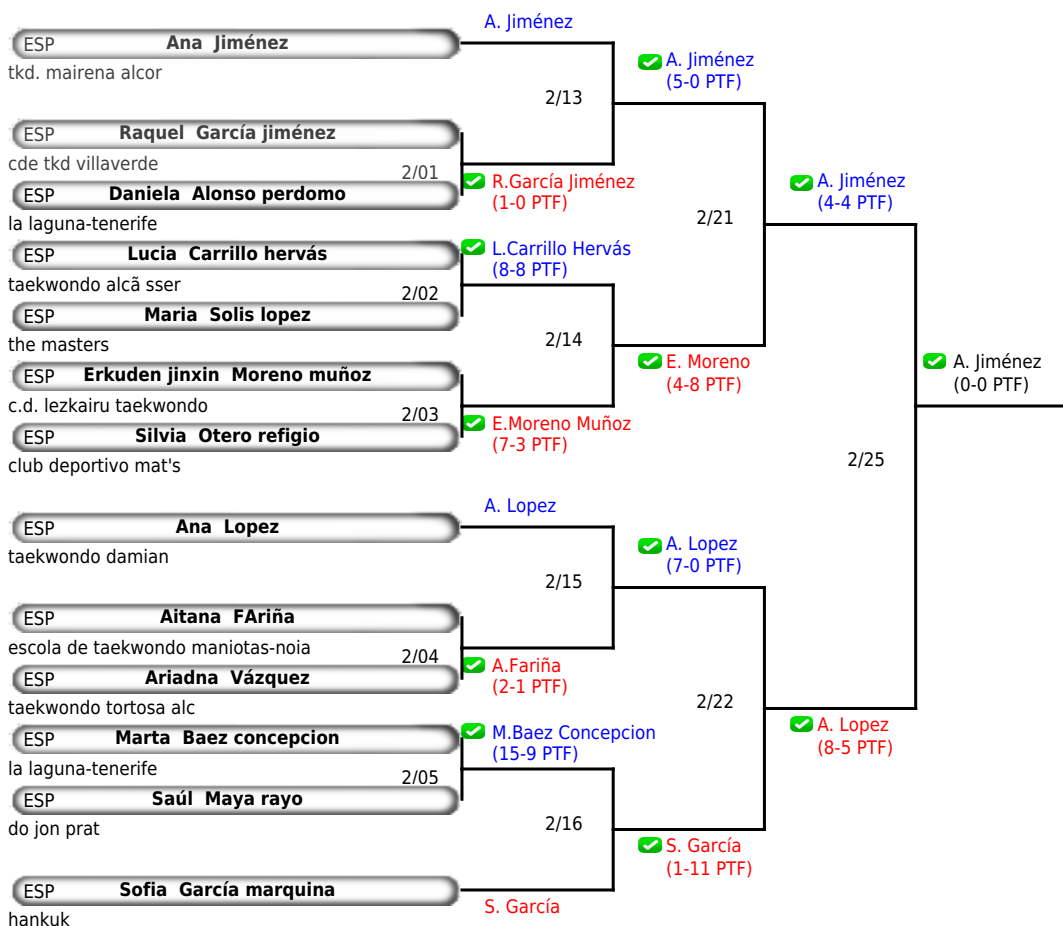 A. Jiménez
ESP Ana Jiménez
tkd. mairena alcor
A. Jiménez
(5-0 PTF)
2/13
ESP Raquel García jiménez
cde tkd villaverde
2/01
ESP Daniela Alonso perdomo
la laguna-tenerife
R.García Jiménez
(1-0 PTF)
A. Jiménez
(4-4 PTF)
2/21
ESP Lucia Carrillo hervás
taekwondo alcã sser
L.Carrillo Hervás
(8-8 PTF)
2/02
ESP Maria Solis lopez
the masters
2/14
E. Moreno
(4-8 PTF)
A. Jiménez
(0-0 PTF)
ESP Erkuden jinxin Moreno muñoz
c.d. lezkairu taekwondo
2/03
ESP Silvia Otero refigio
club deportivo mat's
E.Moreno Muñoz
(7-3 PTF)
2/25
A. Lopez
ESP Ana Lopez
taekwondo damian
A. Lopez
(7-0 PTF)
2/15
ESP Aitana FAriña
escola de taekwondo maniotas-noia
2/04
ESP Ariadna Vázquez
taekwondo tortosa alc
A.Fariña
(2-1 PTF)
2/22
A. Lopez
(8-5 PTF)
ESP Marta Baez concepcion
la laguna-tenerife
M.Baez Concepcion
(15-9 PTF)
2/05
ESP Saúl Maya rayo
do jon prat
2/16
S. García
(1-11 PTF)
ESP Sofia García marquina
hankuk
S. García